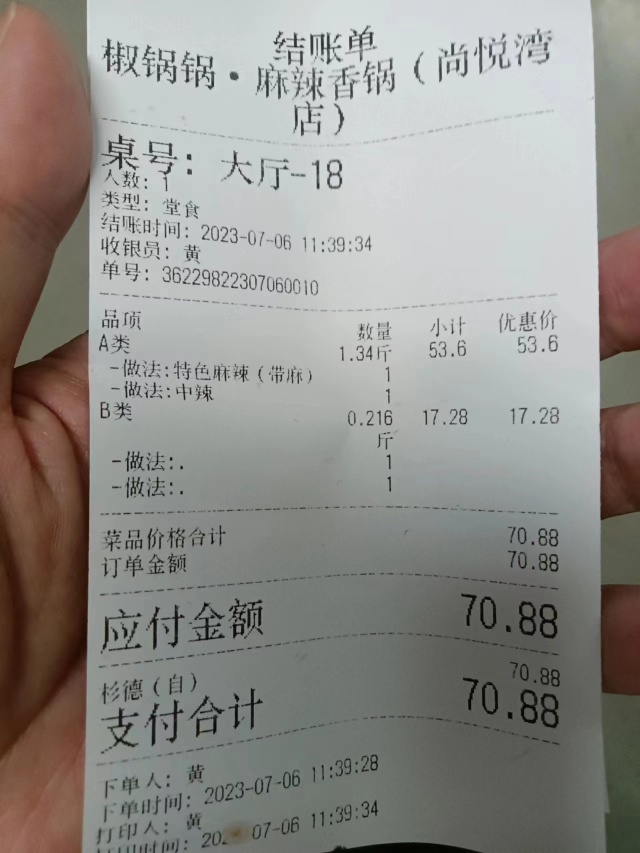 结账单
椒锅锅·麻辣香锅(尚悦湾
店)
桌号: 大厅-18
人数: 1
类型: 堂食
结账时间: 2023-07-06 11:39:34
收银员: 黄
单号: 36229822307060010
品项 数量 小计 优惠价
A类 1.34斤 53.6 53.6
-做法:特色麻辣(带麻) 1
-做法:中辣 1
B类 0.216 17.28 17.28
斤
-做法:. 1
-做法:. 1
菜品价格合计 70.88
订单金额 70.88
应付金额 70.88
杉德(自) 70.88
支付合计 70.88
下单人: 黄
下单时间: 2023-07-06 11:39:28
打印人: 黄
打印时间: 07-06 11:39:34